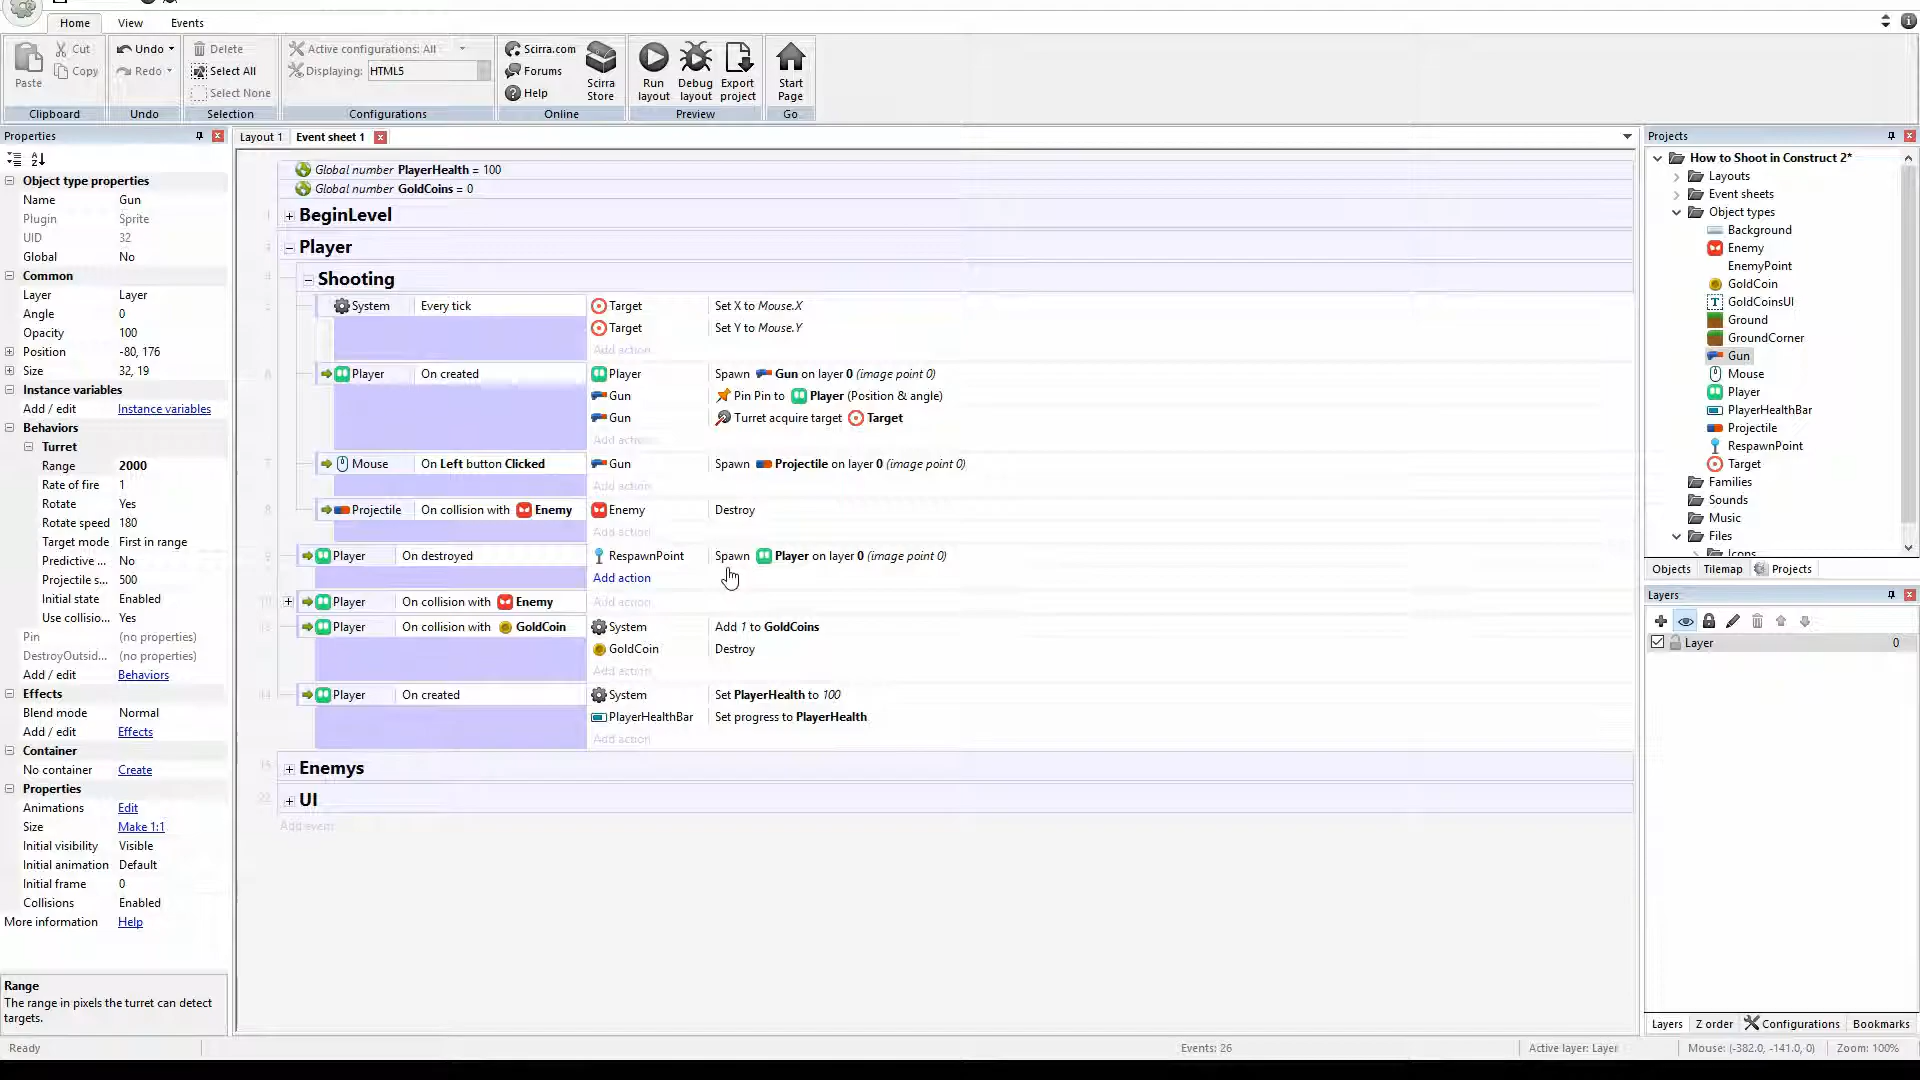 Home View Events
Paste
Cut
Copy
Clipboard
Undo
Redo
Undo
Delete
Select All
Select None
Selection
Active configurations: All
Displaying: HTML5
Configurations
Scirra.com
Forums
Help
Scirra Store
Online
Run layout
Debug layout
Export project
Preview
Start Page
Go
Properties
Object type properties
Name Gun
Plugin Sprite
UID 32
Global No
Common
Layer Layer
Angle 0
Opacity 100
Position -80, 176
Size 32, 19
Instance variables
Add / edit Instance variables
Behaviors
Turret
Range 2000
Rate of fire 1
Rotate Yes
Rotate speed 180
Target mode First in range
Predictive ... No
Projectile s... 500
Initial state Enabled
Use collisio... Yes
Pin (no properties)
DestroyOutsid... (no properties)
Add / edit Behaviors
Effects
Blend mode Normal
Add / edit Effects
Container
No container Create
Properties
Animations Edit
Size Make 1:1
Initial visibility Visible
Initial animation Default
Initial frame 0
Collisions Enabled
More information Help
Range
The range in pixels the turret can detect
targets.
Layout 1 Event sheet 1
Global number PlayerHealth = 100
Global number GoldCoins = 0
BeginLevel
Player
Shooting
System Every tick Target Set X to Mouse.X
Target Set Y to Mouse.Y
Add action
Player On created Player Spawn Gun on layer 0 (image point 0)
Gun Pin Pin to Player (Position & angle)
Gun Turret acquire target Target
Add action
Mouse On Left button Clicked Gun Spawn Projectile on layer 0 (image point 0)
Add action
Projectile On collision with Enemy Enemy Destroy
Add action
Player On destroyed RespawnPoint Spawn Player on layer 0 (image point 0)
Add action
Player On collision with Enemy Add action
Player On collision with GoldCoin System Add 1 to GoldCoins
GoldCoin Destroy
Add action
14 Player On created System Set PlayerHealth to 100
PlayerHealthBar Set progress to PlayerHealth
Add action
Enemys
22 UI
Add event
Projects
How to Shoot in Construct 2*
Layouts
Event sheets
Object types
Background
Enemy
EnemyPoint
GoldCoin
GoldCoinsUI
Ground
GroundCorner
Gun
Mouse
Player
PlayerHealthBar
Projectile
RespawnPoint
Target
Families
Sounds
Music
Files
Icons
Objects Tilemap Projects
Layers
Layer 0
Layers Z order Configurations Bookmarks
Ready Events: 26 Active layer: Layer Mouse: (-382.0, -141.0, 0) Zoom: 100%